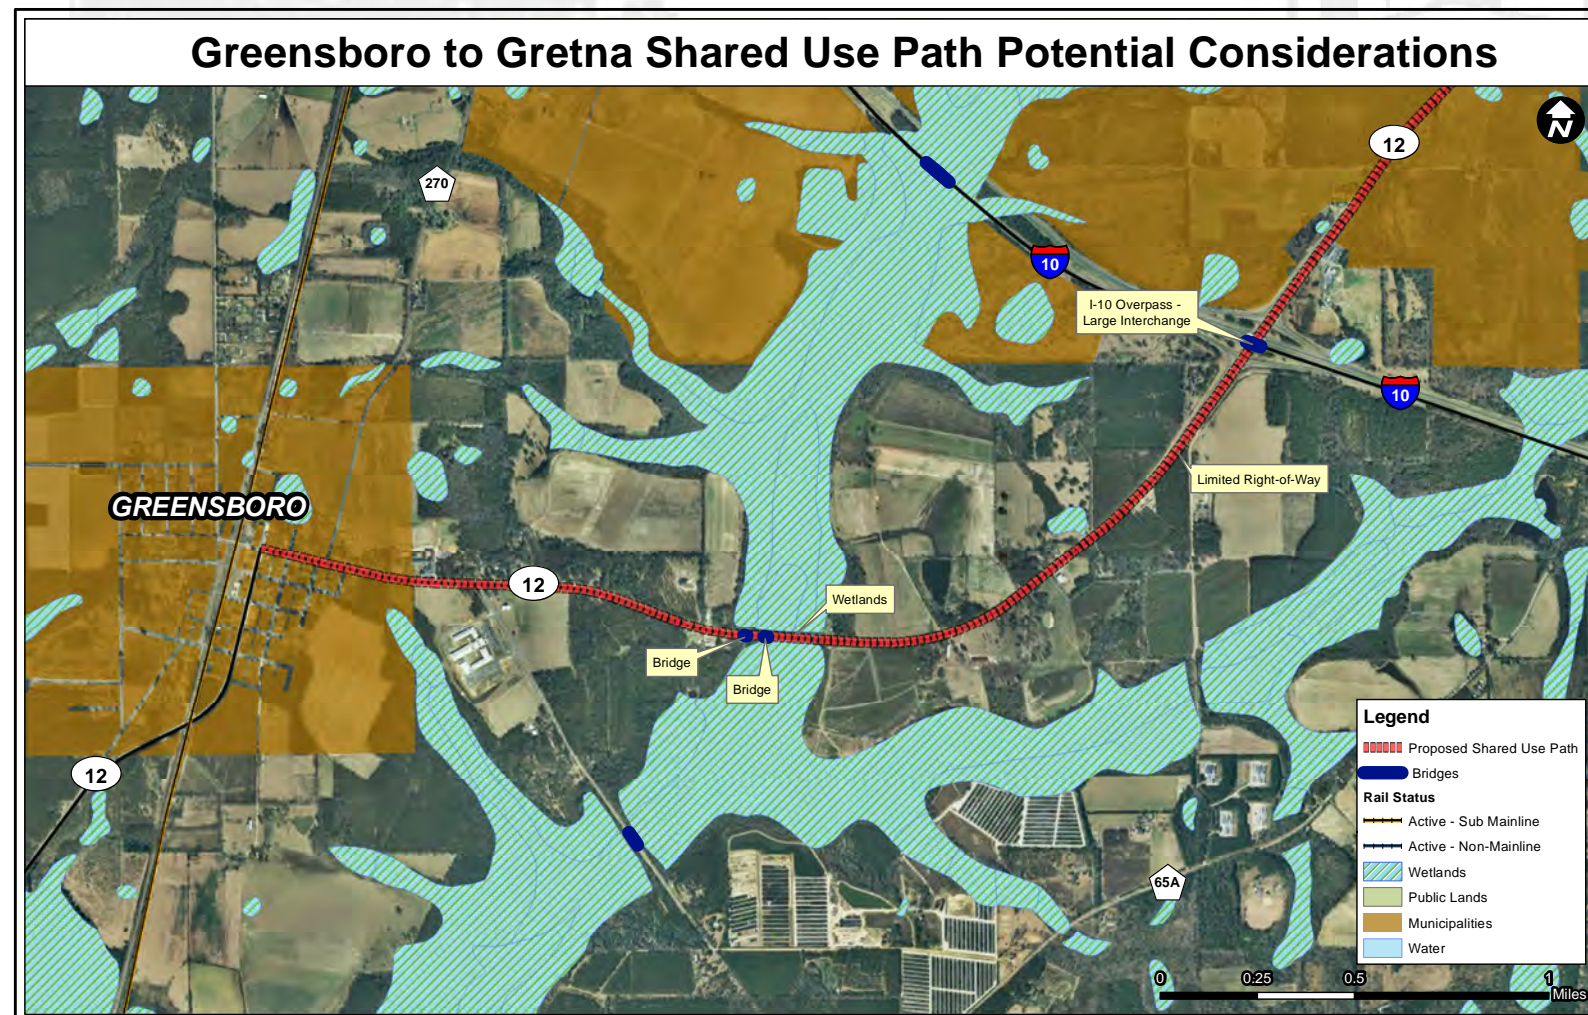 Greensboro to Gretna Shared Use Path Potential Considerations
N
12
270
10
I-10 Overpass -
Large Interchange
10
Limited Right-of-Way
GREENSBORO
12
Wetlands
Bridge
Bridge
12
65A
Legend
Proposed Shared Use Path
Bridges
Rail Status
Active - Sub Mainline
Active - Non-Mainline
Wetlands
Public Lands
Municipalities
Water
0 0.25 0.5 1
Miles